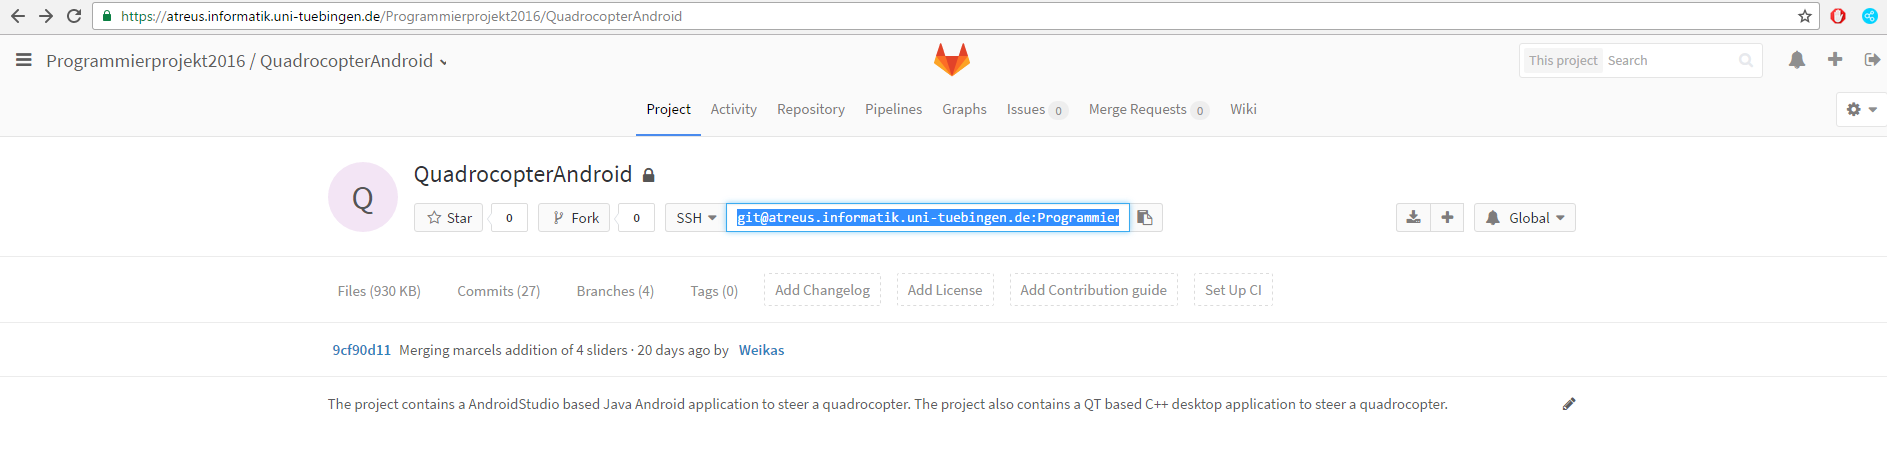 https://atreus.informatik.uni-tuebingen.de/Programmierprojekt2016/QuadrocopterAndroid
Programmierprojekt2016 / QuadrocopterAndroid
This project Search
Project Activity Repository Pipelines Graphs Issues 0 Merge Requests 0 Wiki
Q
QuadrocopterAndroid
Star 0 Fork 0 SSH git@atreus.informatik.uni-tuebingen.de:Programmier Global
Files (930 KB) Commits (27) Branches (4) Tags (0) Add Changelog Add License Add Contribution guide Set Up CI
9cf90d11 Merging marcels addition of 4 sliders · 20 days ago by Weikas
The project contains a AndroidStudio based Java Android application to steer a quadrocopter. The project also contains a QT based C++ desktop application to steer a quadrocopter.